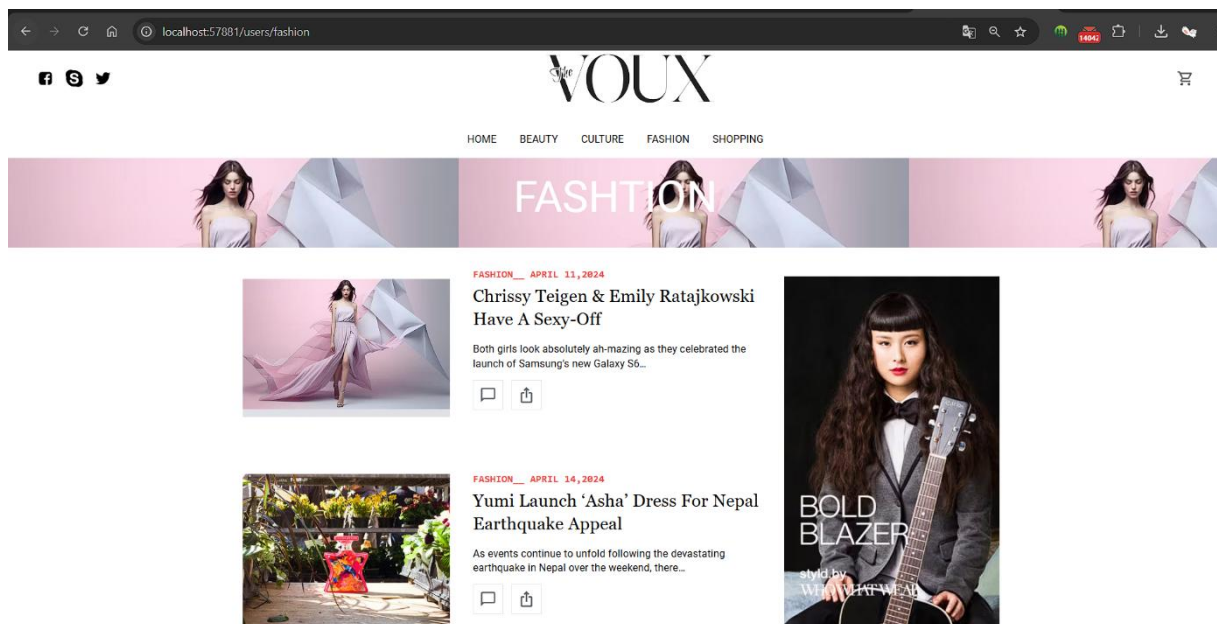 localhost:57881/users/fashion
14042
The VOUX
HOME BEAUTY CULTURE FASHION SHOPPING
FASHTION
FASHION__ APRIL 11,2024
Chrissy Teigen & Emily Ratajkowski
Have A Sexy-Off
Both girls look absolutely ah-mazing as they celebrated the
launch of Samsung's new Galaxy S6...
FASHION__ APRIL 14,2024
Yumi Launch ‘Asha’ Dress For Nepal
Earthquake Appeal
As events continue to unfold following the devastating
earthquake in Nepal over the weekend, there...
BOLD
BLAZER
styld.by
WHOWHATWEAR